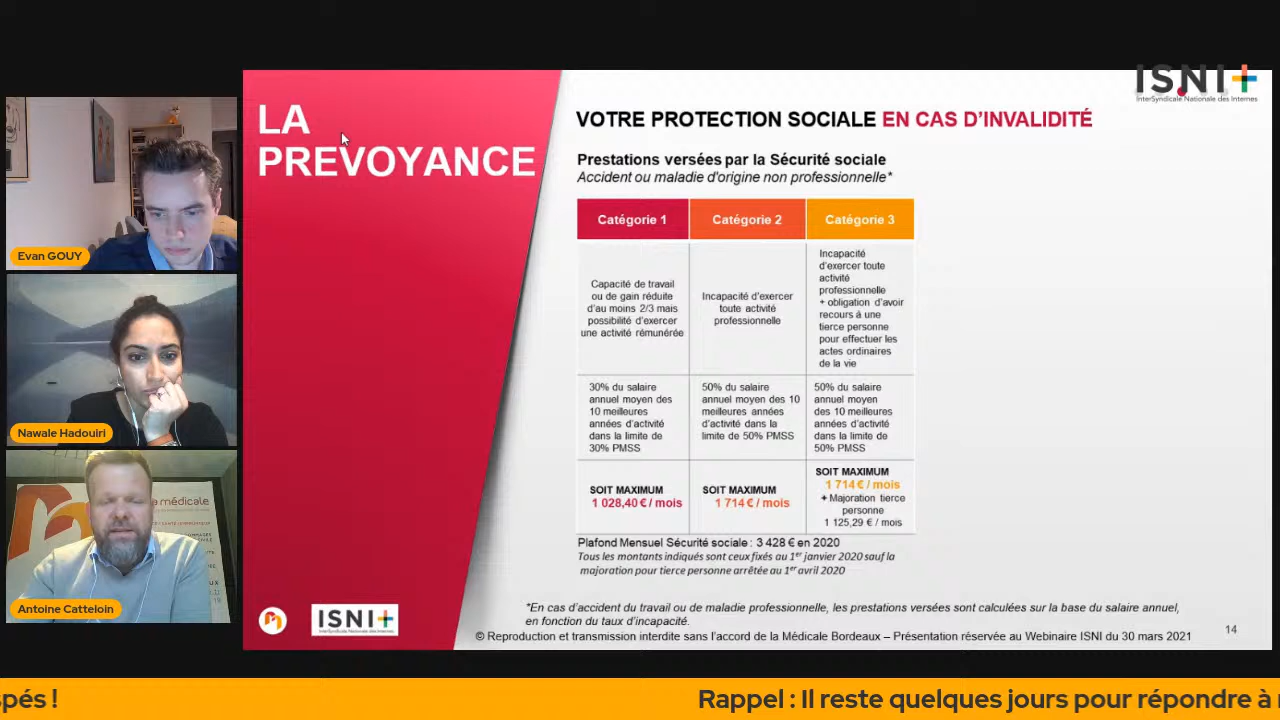 ISNI+
InterSyndicale Nationale des Internes
LA
PREVOYANCE
VOTRE PROTECTION SOCIALE EN CAS D'INVALIDITÉ
Prestations versées par la Sécurité sociale
Accident ou maladie d'origine non professionnelle*
Catégorie 1
Catégorie 2
Catégorie 3
Capacité de travail
ou de gain réduite
d'au moins 2/3 mais
possibilité d'exercer
une activité rémunérée
Incapacité d'exercer
toute activité
professionnelle
Incapacité
d'exercer toute
activité
professionnelle
+ obligation d'avoir
recours à une
tierce personne
pour effectuer les
actes ordinaires
de la vie
30% du salaire
annuel moyen des
10 meilleures
années d'activité
dans la limite de
30% PMSS
50% du salaire
annuel moyen des 10
meilleures années
d'activité dans la
limite de 50% PMSS
50% du salaire
annuel moyen
des 10 meilleures
années d'activité
dans la limite de
50% PMSS
SOIT MAXIMUM
1 028,40 € / mois
SOIT MAXIMUM
1 714 € / mois
SOIT MAXIMUM
1 714 € / mois
+ Majoration tierce
personne
1 125,29 € / mois
Plafond Mensuel Sécurité sociale : 3 428 € en 2020
Tous les montants indiqués sont ceux fixés au 1er janvier 2020 sauf la
majoration pour tierce personne arrêtée au 1er avril 2020
*En cas d'accident du travail ou de maladie professionnelle, les prestations versées sont calculées sur la base du salaire annuel,
en fonction du taux d'incapacité.
© Reproduction et transmission interdite sans l'accord de la Médicale Bordeaux – Présentation réservée au Webinaire ISNI du 30 mars 2021
14
ISNI+
InterSyndicale Nationale des Internes
Evan GOUY
Nawale Hadouiri
la médicale
Antoine Catteloin
spés !
Rappel : Il reste quelques jours pour répondre à